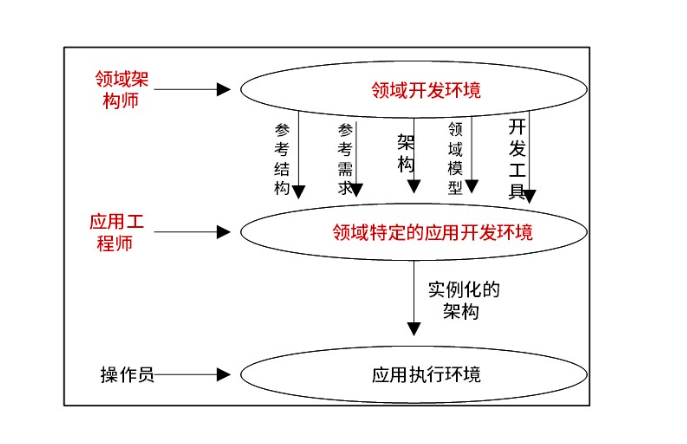 领域架
构师
领域开发环境
参考结构
参考需求
架构
领域模型
开发工具
应用工
程师
领域特定的应用开发环境
实例化的
架构
操作员
应用执行环境